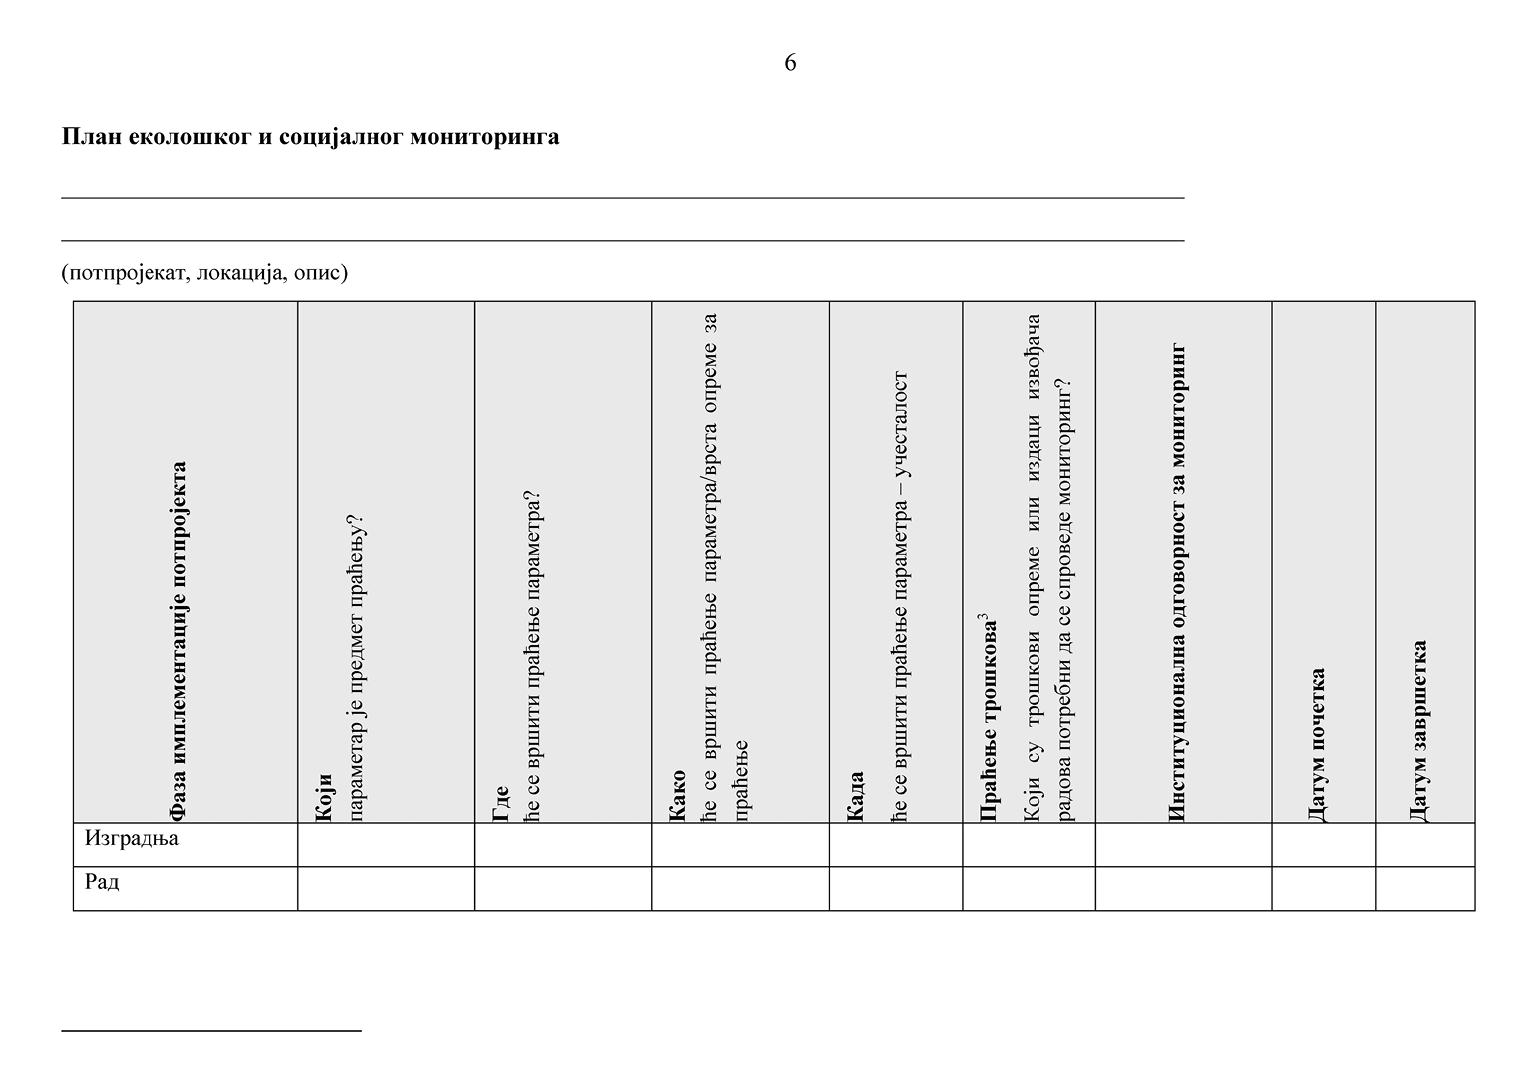 6
План еколошког и социјалног мониторинга
(потпројекат, локација, опис)
Фаза имплементације потпројекта
Који
параметар је предмет праћењу?
Где
ће се вршити праћење параметра?
Како
ће се вршити праћење параметра/врста опреме за
праћење
Када
ће се вршити праћење параметра – учесталост
Праћење трошкова³
Који су трошкови опреме или издаци извођача
радова потребни да се спроведе мониторинг?
Институционална одговорност за мониторинг
Датум почетка
Датум завршетка
Изградња
Рад